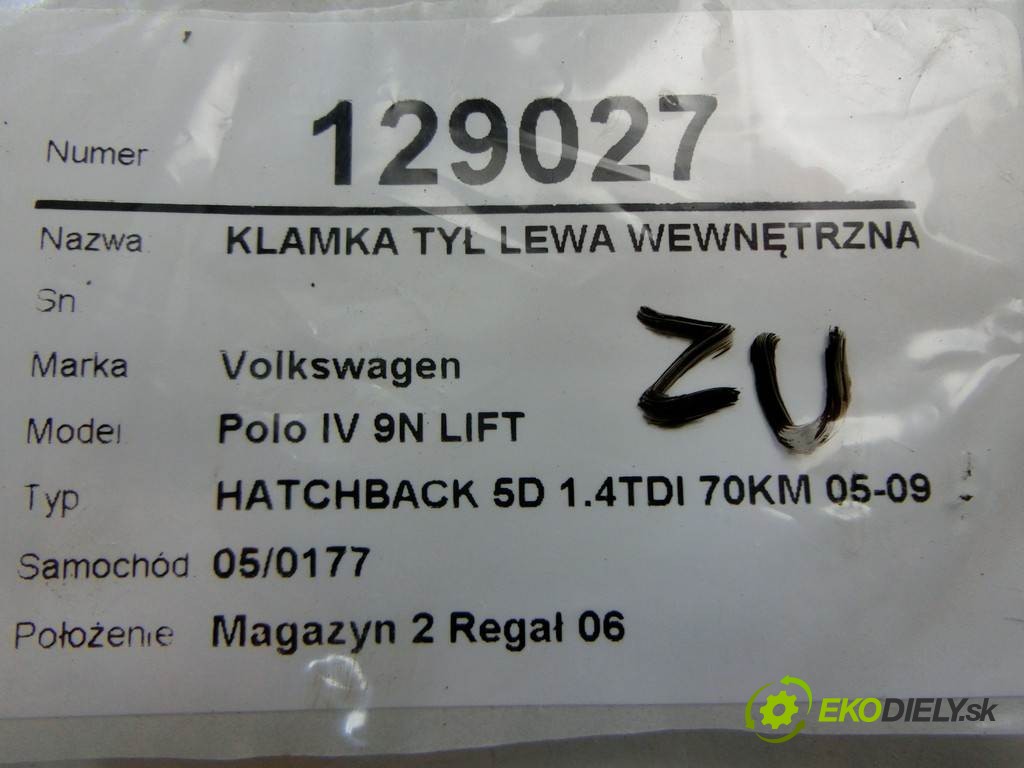 Numer 129027
Nazwa KLAMKA TYŁ LEWA WEWNĘTRZNA
Sn
Marka Volkswagen
ZU
Model Polo IV 9N LIFT
Typ HATCHBACK 5D 1.4TDI 70KM 05-09
Samochód 05/0177
Położenie Magazyn 2 Regał 06
EKODIELY.sk